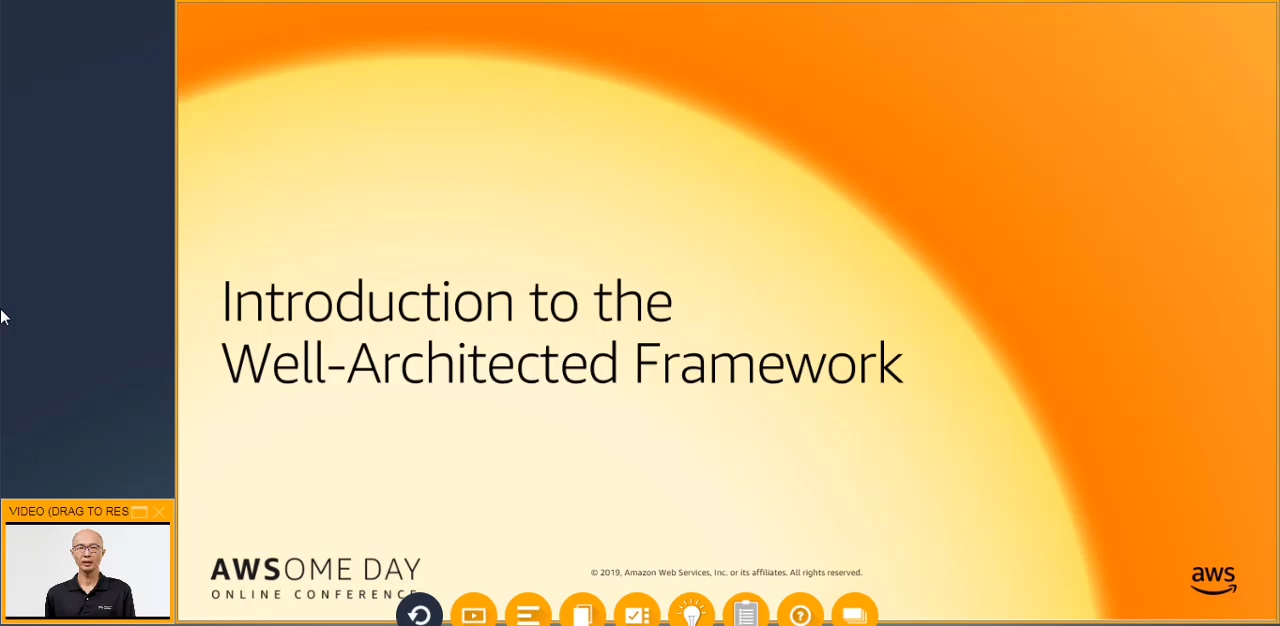 Introduction to the
Well-Architected Framework
VIDEO (DRAG TO RES
AWSOME DAY
ONLINE CONFERENCE
© 2019, Amazon Web Services, Inc. or its affiliates. All rights reserved.
aws